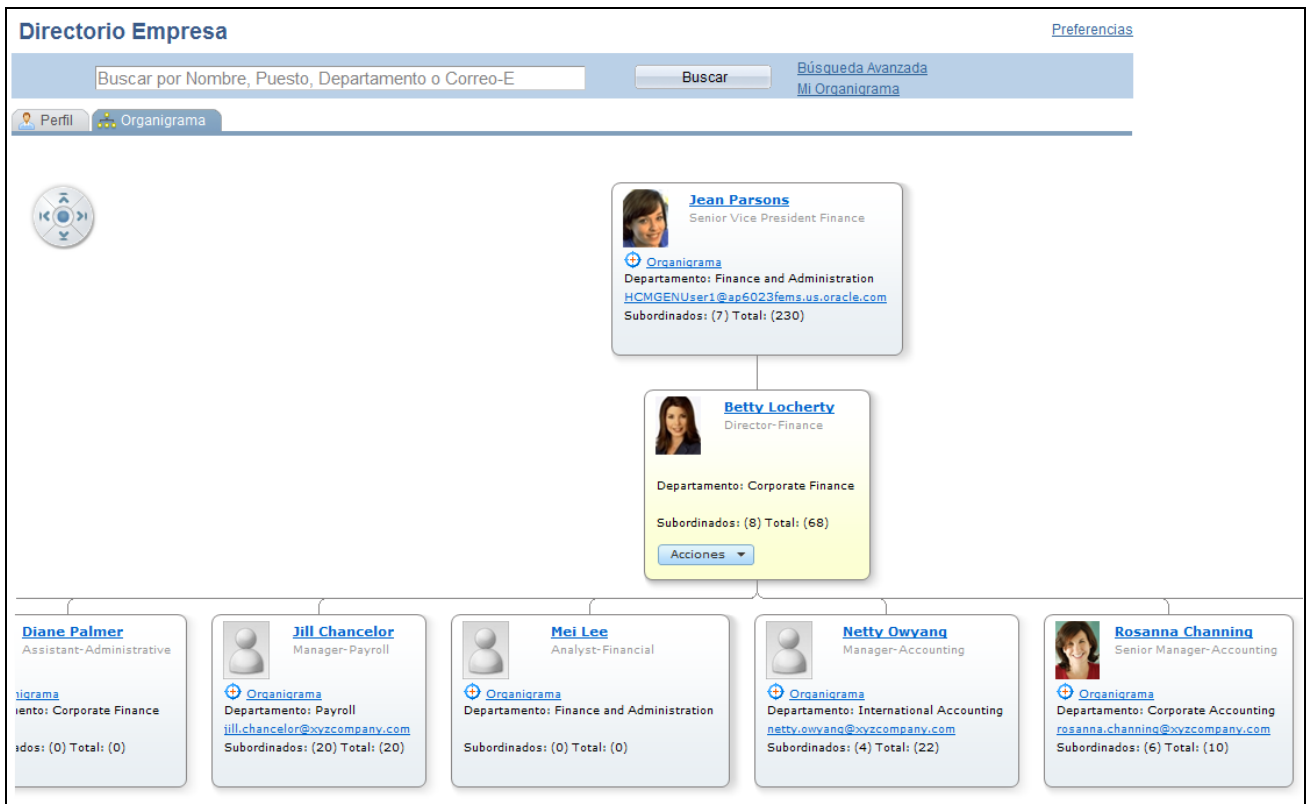 Directorio Empresa
Preferencias
Buscar por Nombre, Puesto, Departamento o Correo-E
Buscar
Búsqueda Avanzada
Mi Organigrama
Perfil
Organigrama
Jean Parsons
Senior Vice President Finance
Organigrama
Departamento: Finance and Administration
HCMGENUser1@ap6023fems.us.oracle.com
Subordinados: (7) Total: (230)
Betty Locherty
Director-Finance
Departamento: Corporate Finance
Subordinados: (8) Total: (68)
Acciones
Diane Palmer
Assistant-Administrative
nigrama
ento: Corporate Finance
ados: (0) Total: (0)
Jill Chancelor
Manager-Payroll
Organigrama
Departamento: Payroll
jill.chancelor@xyzcompany.com
Subordinados: (20) Total: (20)
Mei Lee
Analyst-Financial
Organigrama
Departamento: Finance and Administration
Subordinados: (0) Total: (0)
Netty Owyang
Manager-Accounting
Organigrama
Departamento: International Accounting
netty.owyang@xyzcompany.com
Subordinados: (4) Total: (22)
Rosanna Channing
Senior Manager-Accounting
Organigrama
Departamento: Corporate Accounting
rosanna.channing@xyzcompany.com
Subordinados: (6) Total: (10)